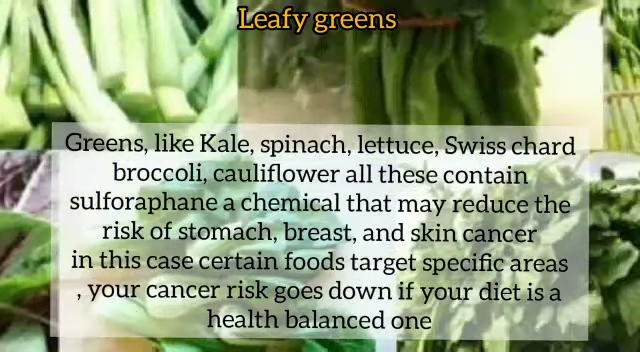 Leafy greens
Greens, like Kale, spinach, lettuce, Swiss chard
broccoli, cauliflower all these contain
sulforaphane a chemical that may reduce the
risk of stomach, breast, and skin cancer
in this case certain foods target specific areas
, your cancer risk goes down if your diet is a
health balanced one